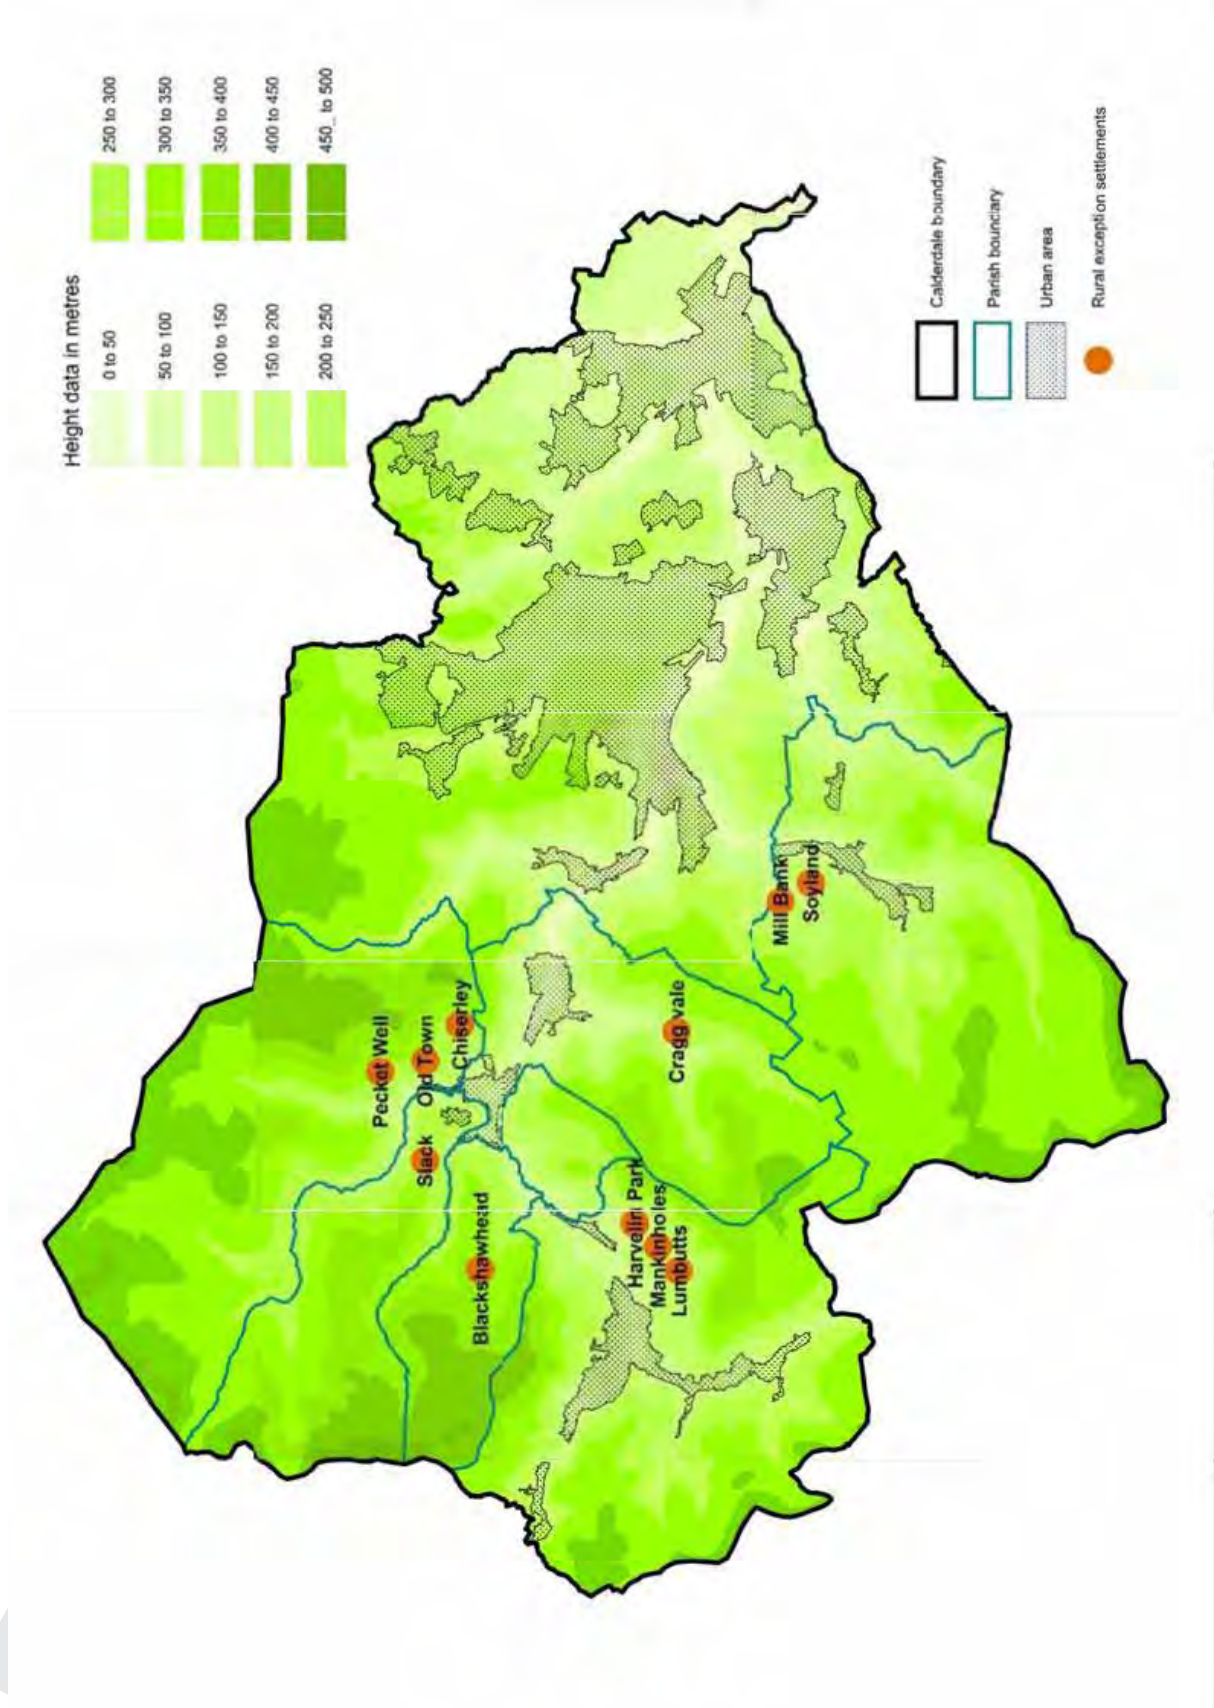 Height data in metres
0 to 50
50 to 100
100 to 150
150 to 200
200 to 250
250 to 300
300 to 350
350 to 400
400 to 450
450_ to 500
Pecket Well
Old Town
Chiserley
Slack
Blackshawhead
Harvelin Park
Mankinholes
Lumbutts
Cragg vale
Mill Bank
Soyland
Calderdale boundary
Parish boundary
Urban area
Rural exception settlements